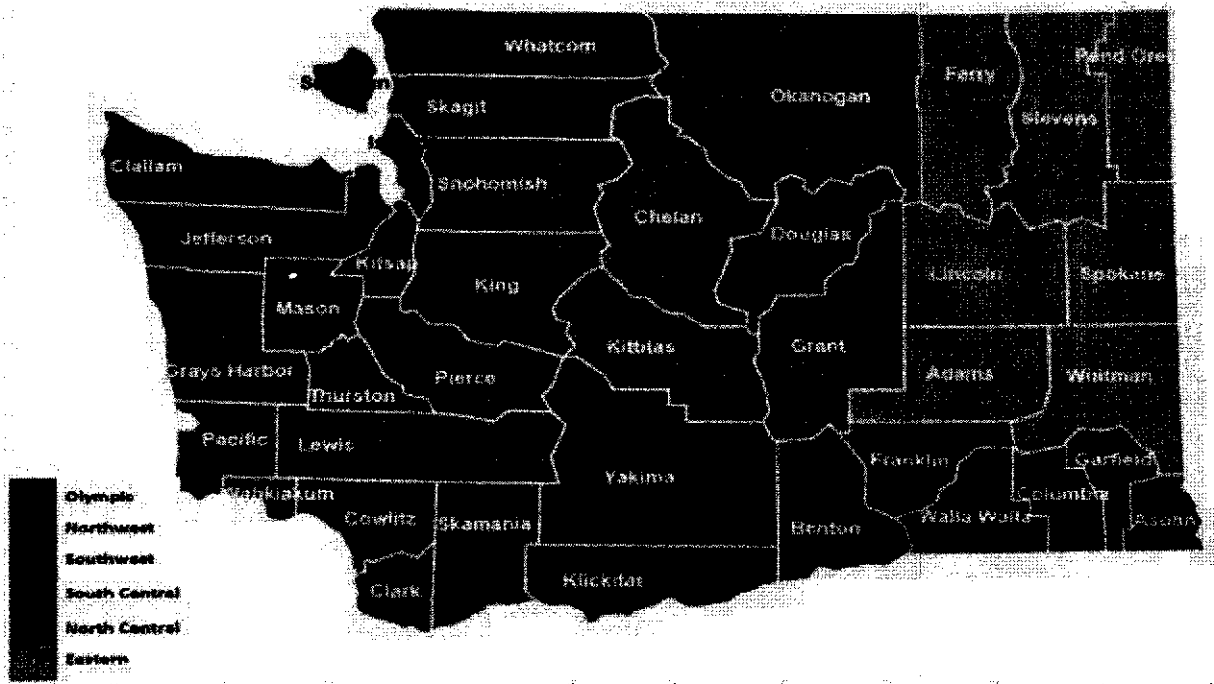 Whatcom
Ferry
Okanogan
Skagit
Stevens
Clallam
Snohomish
Chelan
Douglas
Jefferson
Kitsap
King
Lincoln
Spokane
Mason
Kittitas
Grant
Grays Harbor
Pierce
Adams
Whitman
Thurston
Pacific
Lewis
Franklin
Garfield
Yakima
Columbia
Cowlitz
Skamania
Benton
Walla Walla
Asotin
Clark
Klickitat
Olympic
Northwest
Southwest
South Central
North Central
Eastern